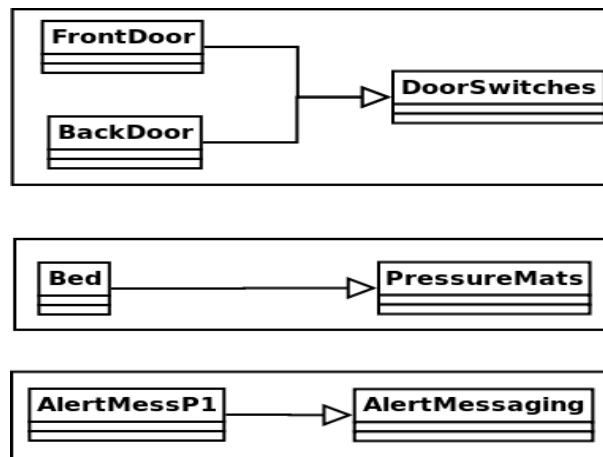 FrontDoor
DoorSwitches
BackDoor
Bed
PressureMats
AlertMessP1
AlertMessaging